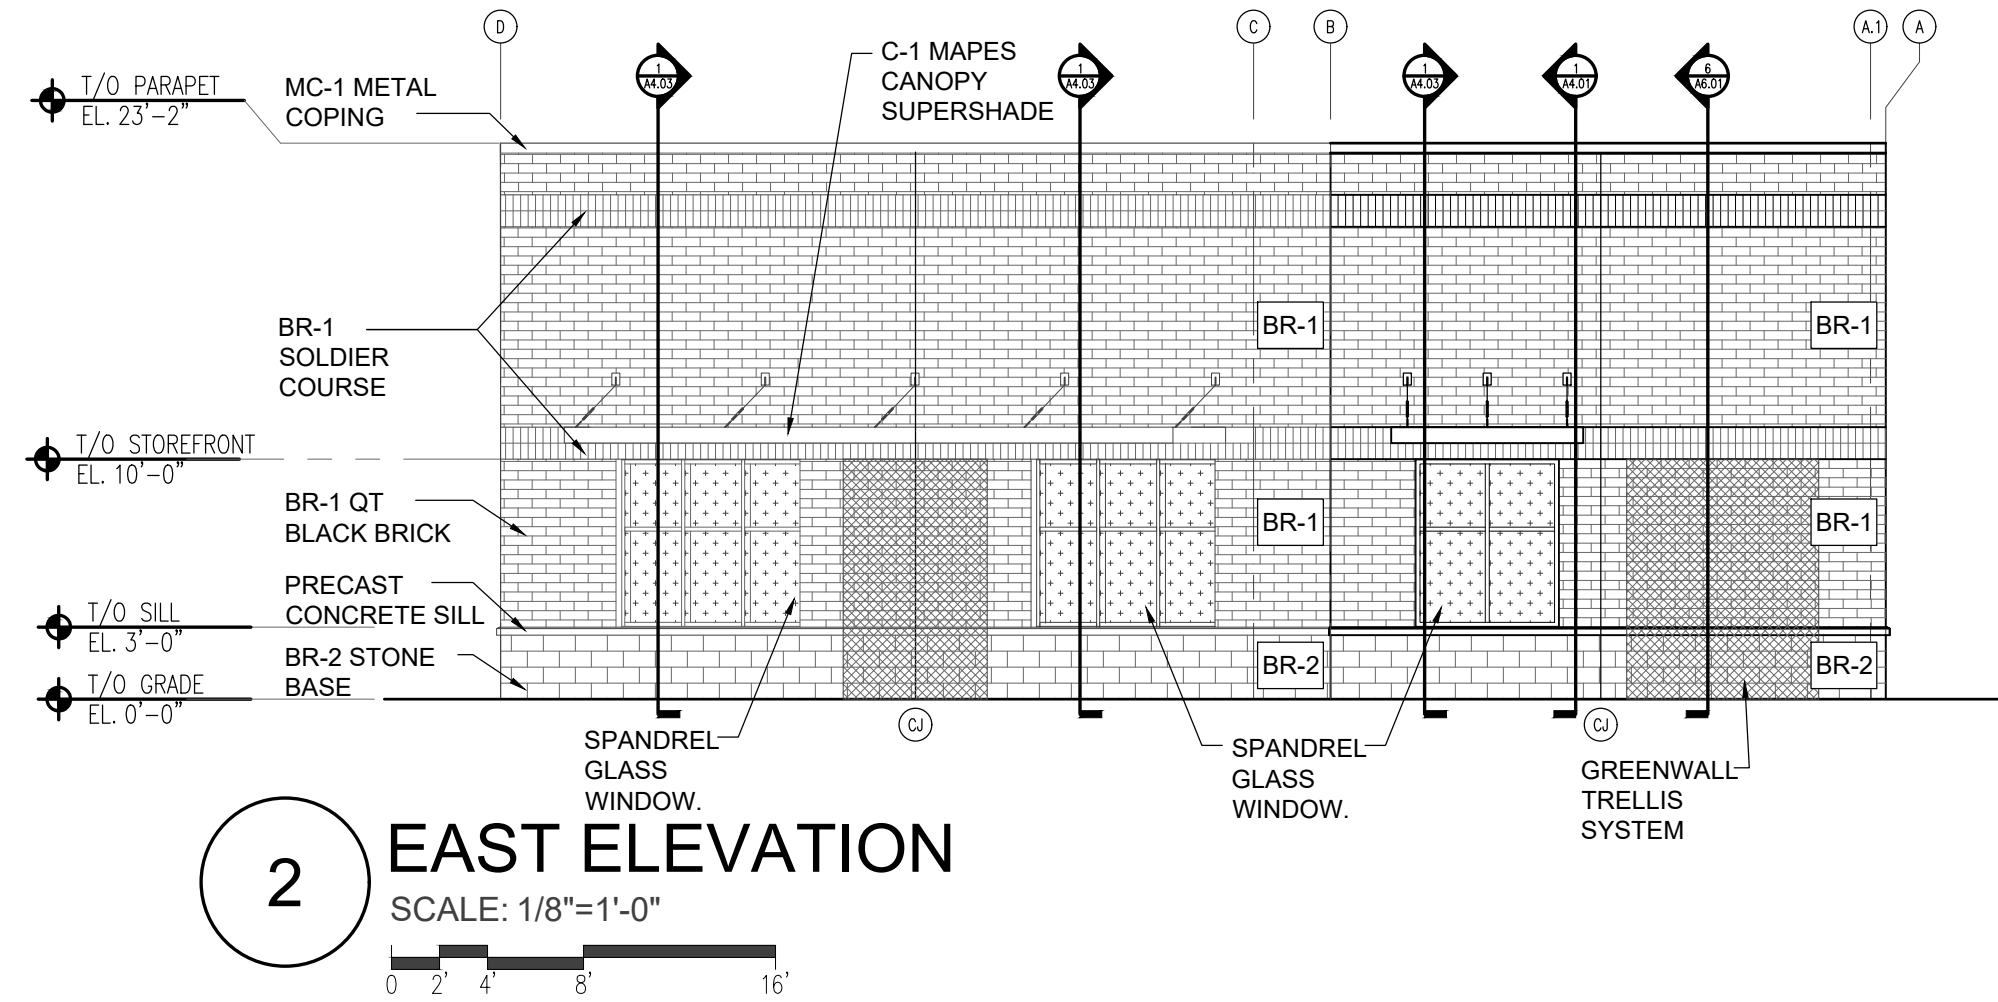 D
C
B
A.1
A
1
A4.03
1
A4.03
1
A4.03
1
A4.01
6
A6.01
T/O PARAPET
EL. 23'-2"
MC-1 METAL
COPING
C-1 MAPES
CANOPY
SUPERSHADE
BR-1
SOLDIER
COURSE
BR-1
BR-1
T/O STOREFRONT
EL. 10'-0"
BR-1 QT
BLACK BRICK
BR-1
BR-1
PRECAST
CONCRETE SILL
T/O SILL
EL. 3'-0"
BR-2 STONE
BASE
BR-2
BR-2
T/O GRADE
EL. 0'-0"
CJ
CJ
SPANDREL
GLASS
WINDOW.
SPANDREL
GLASS
WINDOW.
GREENWALL
TRELLIS
SYSTEM
2
EAST ELEVATION
SCALE: 1/8"=1'-0"
0 2' 4' 8' 16'